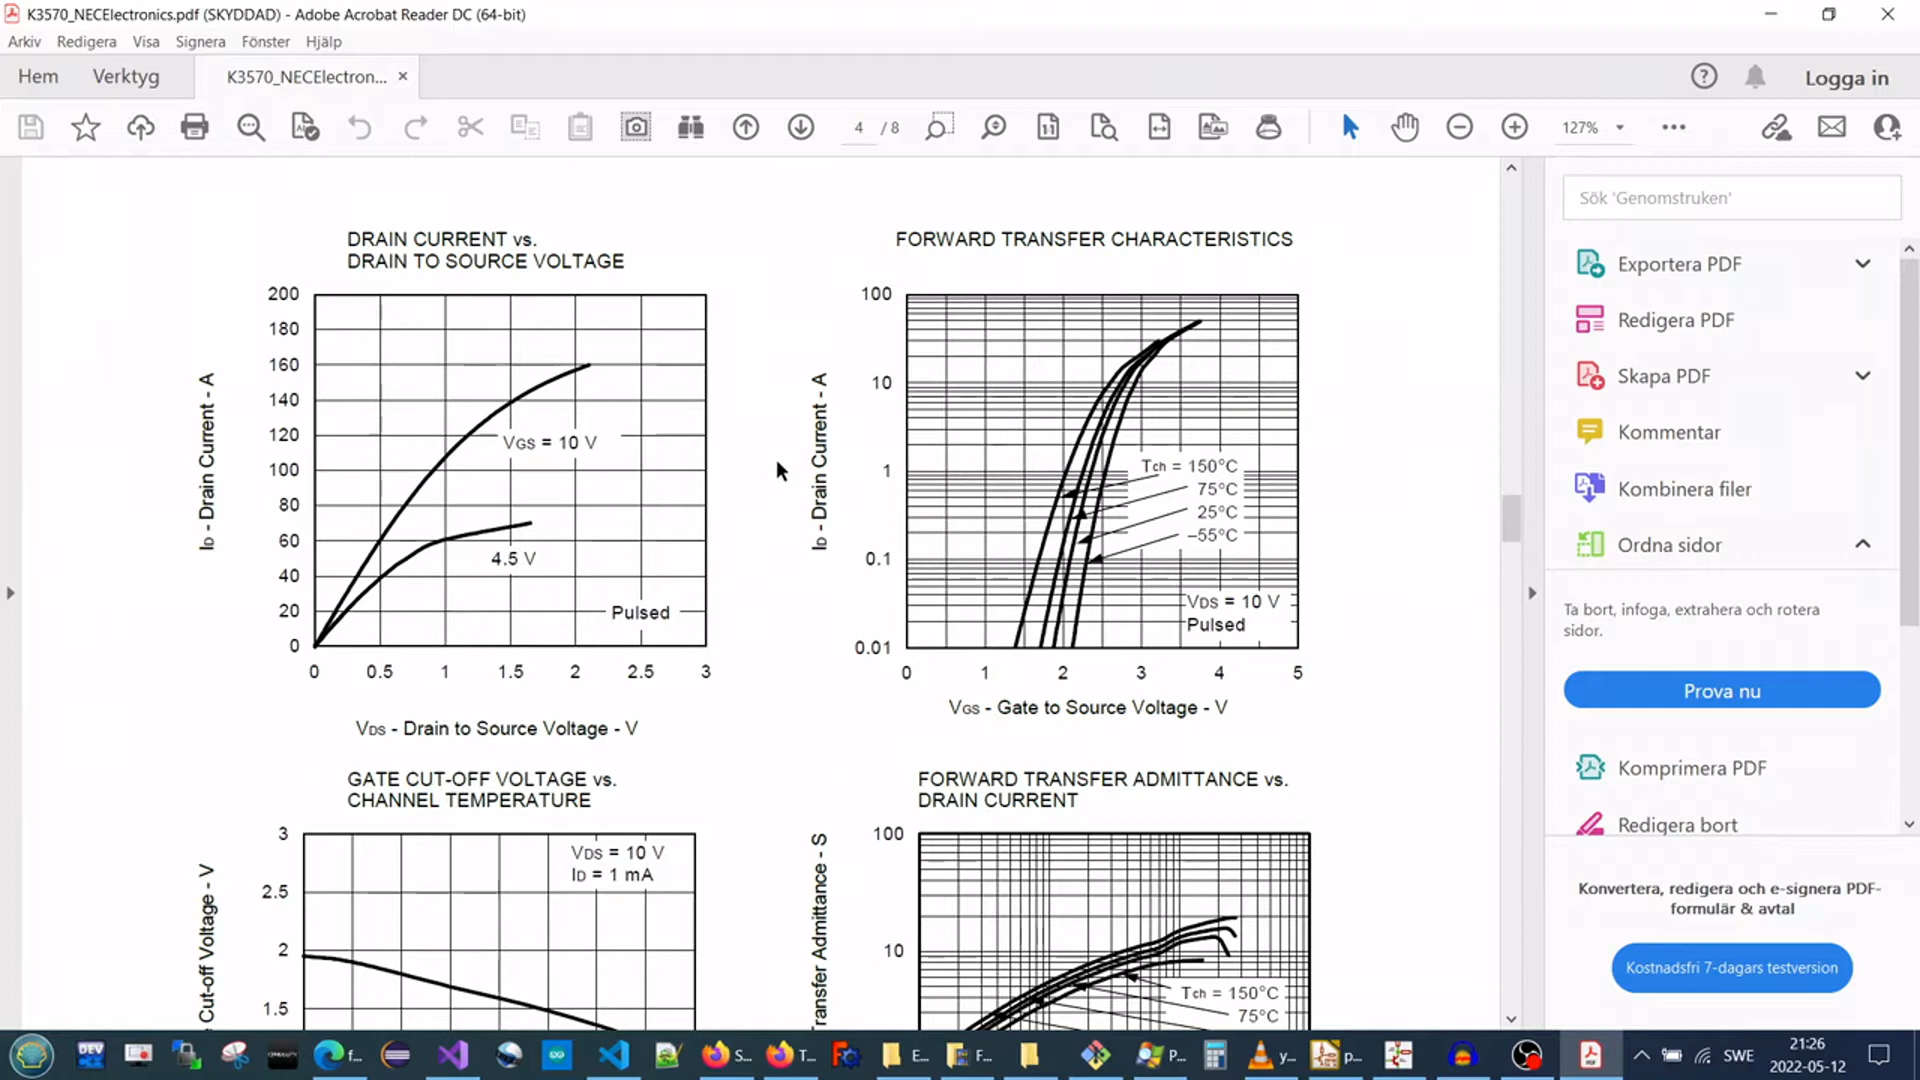 K3570_NECElectronics.pdf (SKYDDAD) - Adobe Acrobat Reader DC (64-bit)
Arkiv Redigera Visa Signera Fönster Hjälp
Hem Verktyg K3570_NECElectron... ×
Logga in
4 / 8
127%
DRAIN CURRENT vs.
DRAIN TO SOURCE VOLTAGE
200
180
160
140
120
100
80
60
40
20
0
ID - Drain Current - A
VGS = 10 V
4.5 V
Pulsed
0 0.5 1 1.5 2 2.5 3
VDS - Drain to Source Voltage - V
FORWARD TRANSFER CHARACTERISTICS
100
10
1
0.1
0.01
ID - Drain Current - A
Tch = 150°C
75°C
25°C
–55°C
VDS = 10 V
Pulsed
0 1 2 3 4 5
VGS - Gate to Source Voltage - V
GATE CUT-OFF VOLTAGE vs.
CHANNEL TEMPERATURE
3
2.5
2
1.5
Cut-off Voltage - V
VDS = 10 V
ID = 1 mA
FORWARD TRANSFER ADMITTANCE vs.
DRAIN CURRENT
100
10
ransfer Admittance - S
Tch = 150°C
75°C
Sök 'Genomstruken'
Exportera PDF
Redigera PDF
Skapa PDF
Kommentar
Kombinera filer
Ordna sidor
Ta bort, infoga, extrahera och rotera
sidor.
Prova nu
Komprimera PDF
Redigera bort
Konvertera, redigera och e-signera PDF-
formulär & avtal
Kostnadsfri 7-dagars testversion
DEV
f...
S...
T...
E...
F...
P...
y...
p...
SWE
21:26
2022-05-12